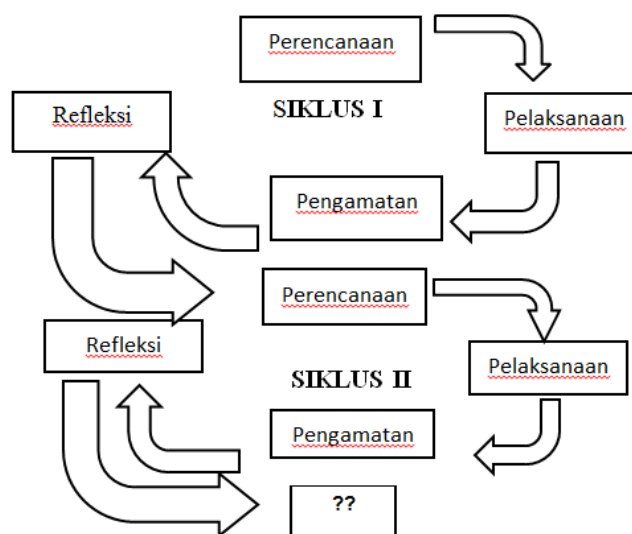 Perencanaan
SIKLUS I
Refleksi
Pelaksanaan
Pengamatan
Perencanaan
Refleksi
Pelaksanaan
SIKLUS II
Pengamatan
??